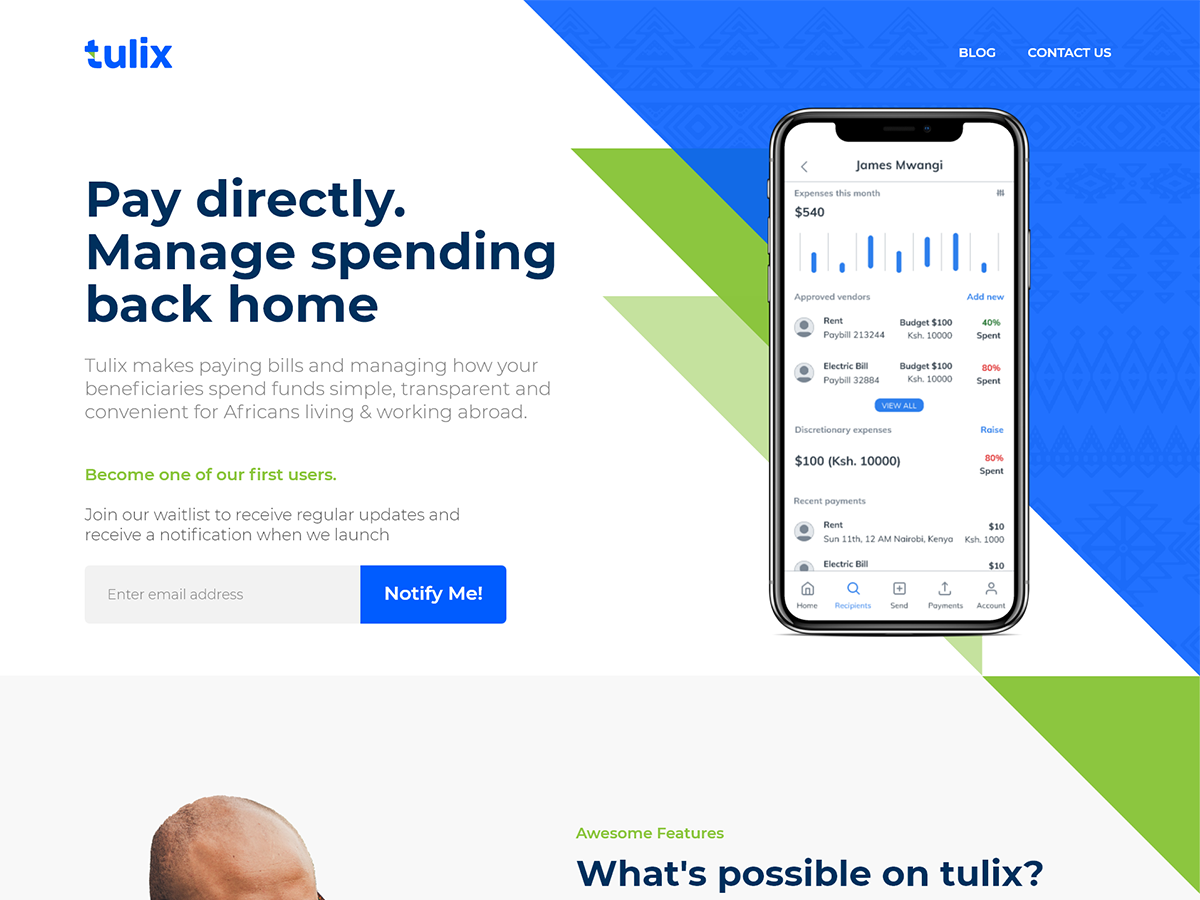 tulix
BLOG
CONTACT US
Pay directly.
Manage spending
back home
Tulix makes paying bills and managing how your
beneficiaries spend funds simple, transparent and
convenient for Africans living & working abroad.
Become one of our first users.
Join our waitlist to receive regular updates and
receive a notification when we launch
Enter email address
Notify Me!
James Mwangi
Expenses this month
$540
Approved vendors
Add new
Rent
Budget $100
40%
Paybill 213244
Ksh. 10000
Spent
Electric Bill
Budget $100
80%
Paybill 32884
Ksh. 10000
Spent
VIEW ALL
Discretionary expenses
Raise
$100 (Ksh. 10000)
80%
Spent
Recent payments
Rent
$10
Sun 11th, 12 AM Nairobi, Kenya
Ksh. 1000
Electric Bill
$10
Home
Recipients
Send
Payments
Account
Awesome Features
What's possible on tulix?